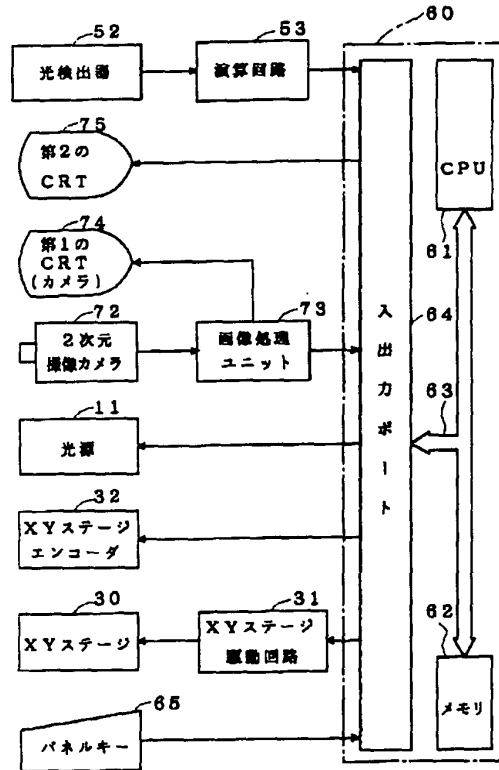 52
光検出器
53
演算回路
60
75
第2の
CRT
74
第1の
CRT
(カメラ)
72
2次元
撮像カメラ
73
画像処理
ユニット
11
光源
32
XYステージ
エンコーダ
30
XYステージ
31
XYステージ
駆動回路
65
パネルキー
入出力ポート
64
CPU
61
63
62
メモリ